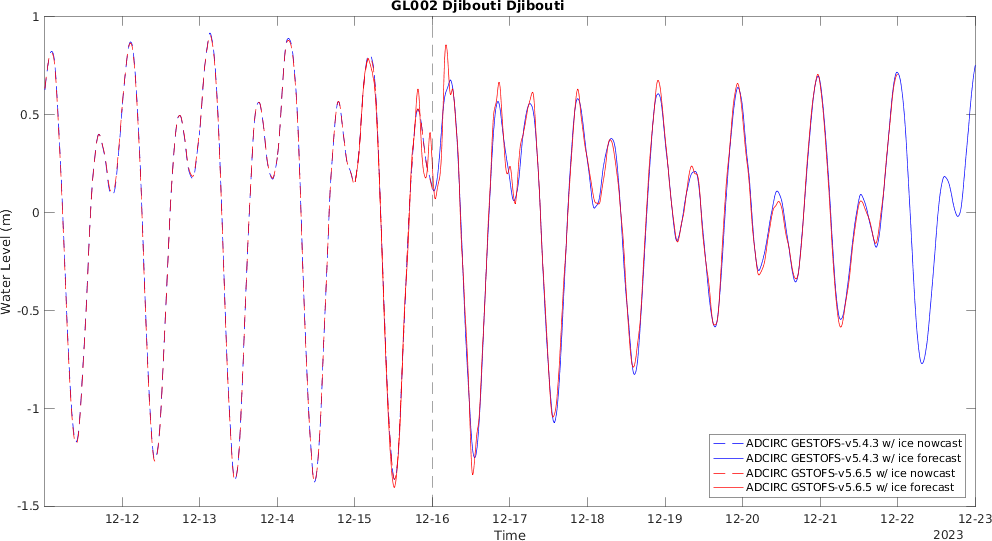 GL002 Djibouti Djibouti
1
0.5
0
-0.5
-1
-1.5
Water Level (m)
ADCIRC GESTOFS-v5.4.3 w/ ice nowcast
ADCIRC GESTOFS-v5.4.3 w/ ice forecast
ADCIRC GSTOFS-v5.6.5 w/ ice nowcast
ADCIRC GSTOFS-v5.6.5 w/ ice forecast
12-12 12-13 12-14 12-15 12-16 12-17 12-18 12-19 12-20 12-21 12-22 12-23
Time 2023